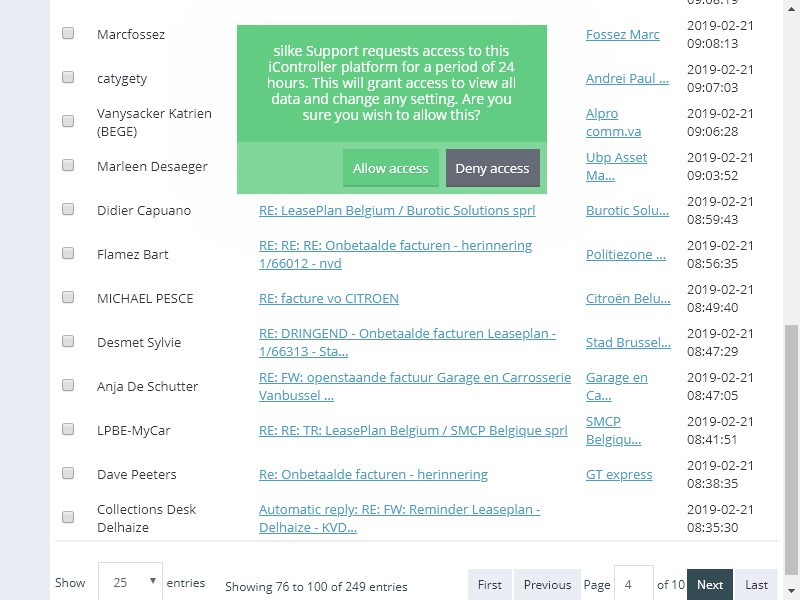 09:08:19
Marcfossez
Fossez Marc
2019-02-21
09:08:13
silke Support requests access to this
iController platform for a period of 24
hours. This will grant access to view all
data and change any setting. Are you
sure you wish to allow this?
Allow access
Deny access
catygety
Andrei Paul ...
2019-02-21
09:07:03
Vanysacker Katrien
(BEGE)
Alpro
comm.va
2019-02-21
09:06:28
Marleen Desaeger
Ubp Asset
Ma...
2019-02-21
09:03:52
Didier Capuano
RE: LeasePlan Belgium / Burotic Solutions sprl
Burotic Solu...
2019-02-21
08:59:43
Flamez Bart
RE: RE: RE: Onbetaalde facturen - herinnering
1/66012 - nvd
Politiezone ...
2019-02-21
08:56:35
MICHAEL PESCE
RE: facture vo CITROEN
Citroën Belu...
2019-02-21
08:49:40
Desmet Sylvie
RE: DRINGEND - Onbetaalde facturen Leaseplan -
1/66313 - Sta...
Stad Brussel...
2019-02-21
08:47:29
Anja De Schutter
RE: FW: openstaande factuur Garage en Carrosserie
Vanbussel ...
Garage en
Ca...
2019-02-21
08:47:05
LPBE-MyCar
RE: RE: TR: LeasePlan Belgium / SMCP Belgique sprl
SMCP
Belgiqu...
2019-02-21
08:41:51
Dave Peeters
Re: Onbetaalde facturen - herinnering
GT express
2019-02-21
08:38:35
Collections Desk
Delhaize
Automatic reply: RE: FW: Reminder Leaseplan -
Delhaize - KVD...
2019-02-21
08:35:30
Show 25 entries
Showing 76 to 100 of 249 entries
First Previous Page 4 of 10 Next Last